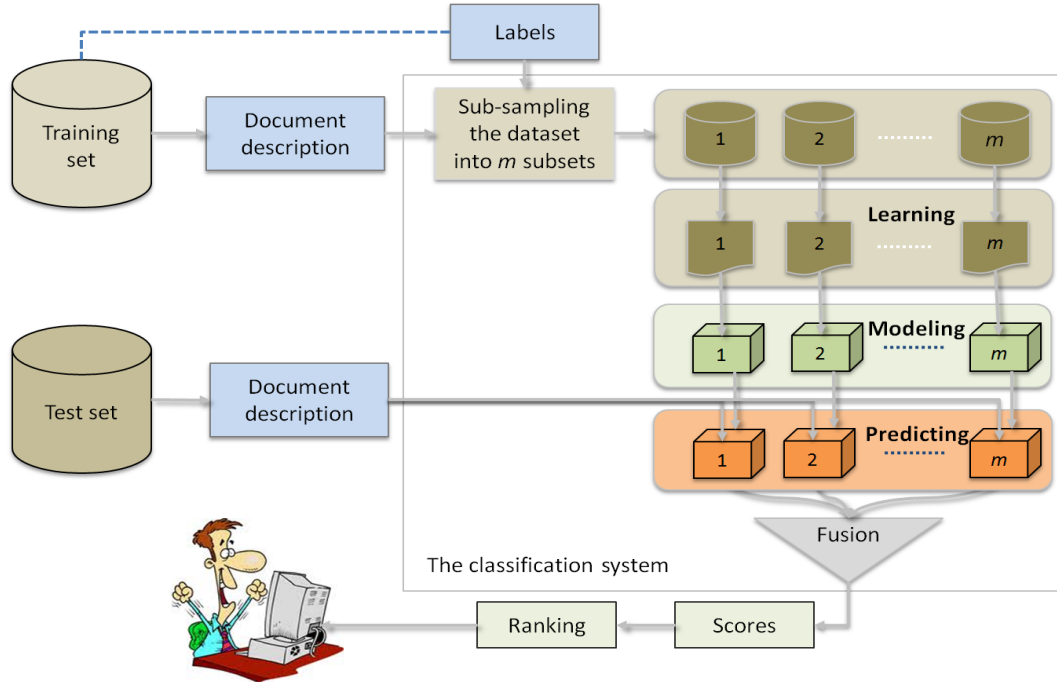 Labels
Training
set
Document
description
Sub-sampling
the dataset
into m subsets
1
2
m
Learning
1
2
m
Modeling
1
2
m
Test set
Document
description
Predicting
1
2
m
Fusion
The classification system
Ranking
Scores